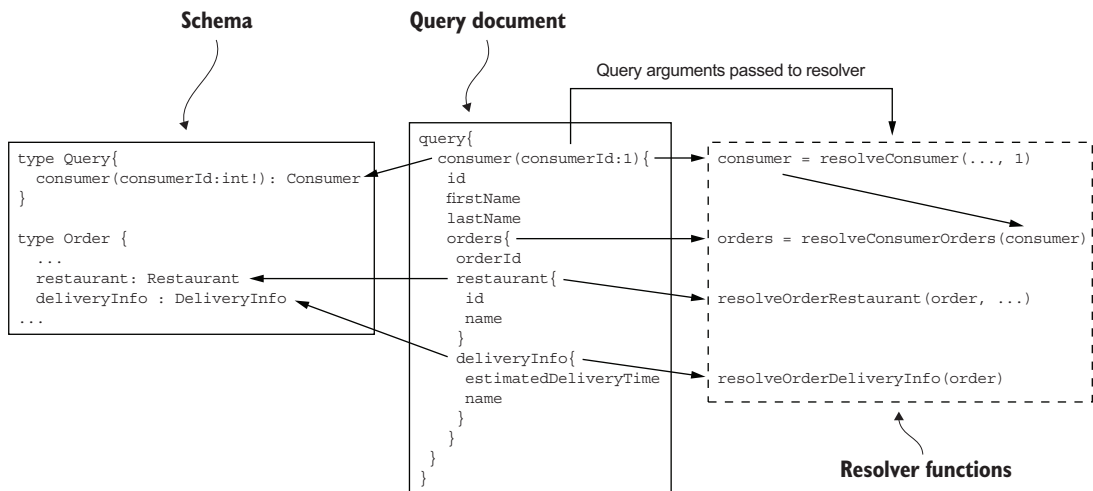 Schema
Query document
Query arguments passed to resolver
type Query{
consumer(consumerId:int!): Consumer
}
type Order {
...
restaurant: Restaurant
deliveryInfo : DeliveryInfo
...
query{
consumer(consumerId:1){
id
firstName
lastName
orders{
orderId
restaurant{
id
name
}
deliveryInfo{
estimatedDeliveryTime
name
}
}
}
}
consumer = resolveConsumer(..., 1)
orders = resolveConsumerOrders(consumer)
resolveOrderRestaurant(order, ...)
resolveOrderDeliveryInfo(order)
Resolver functions